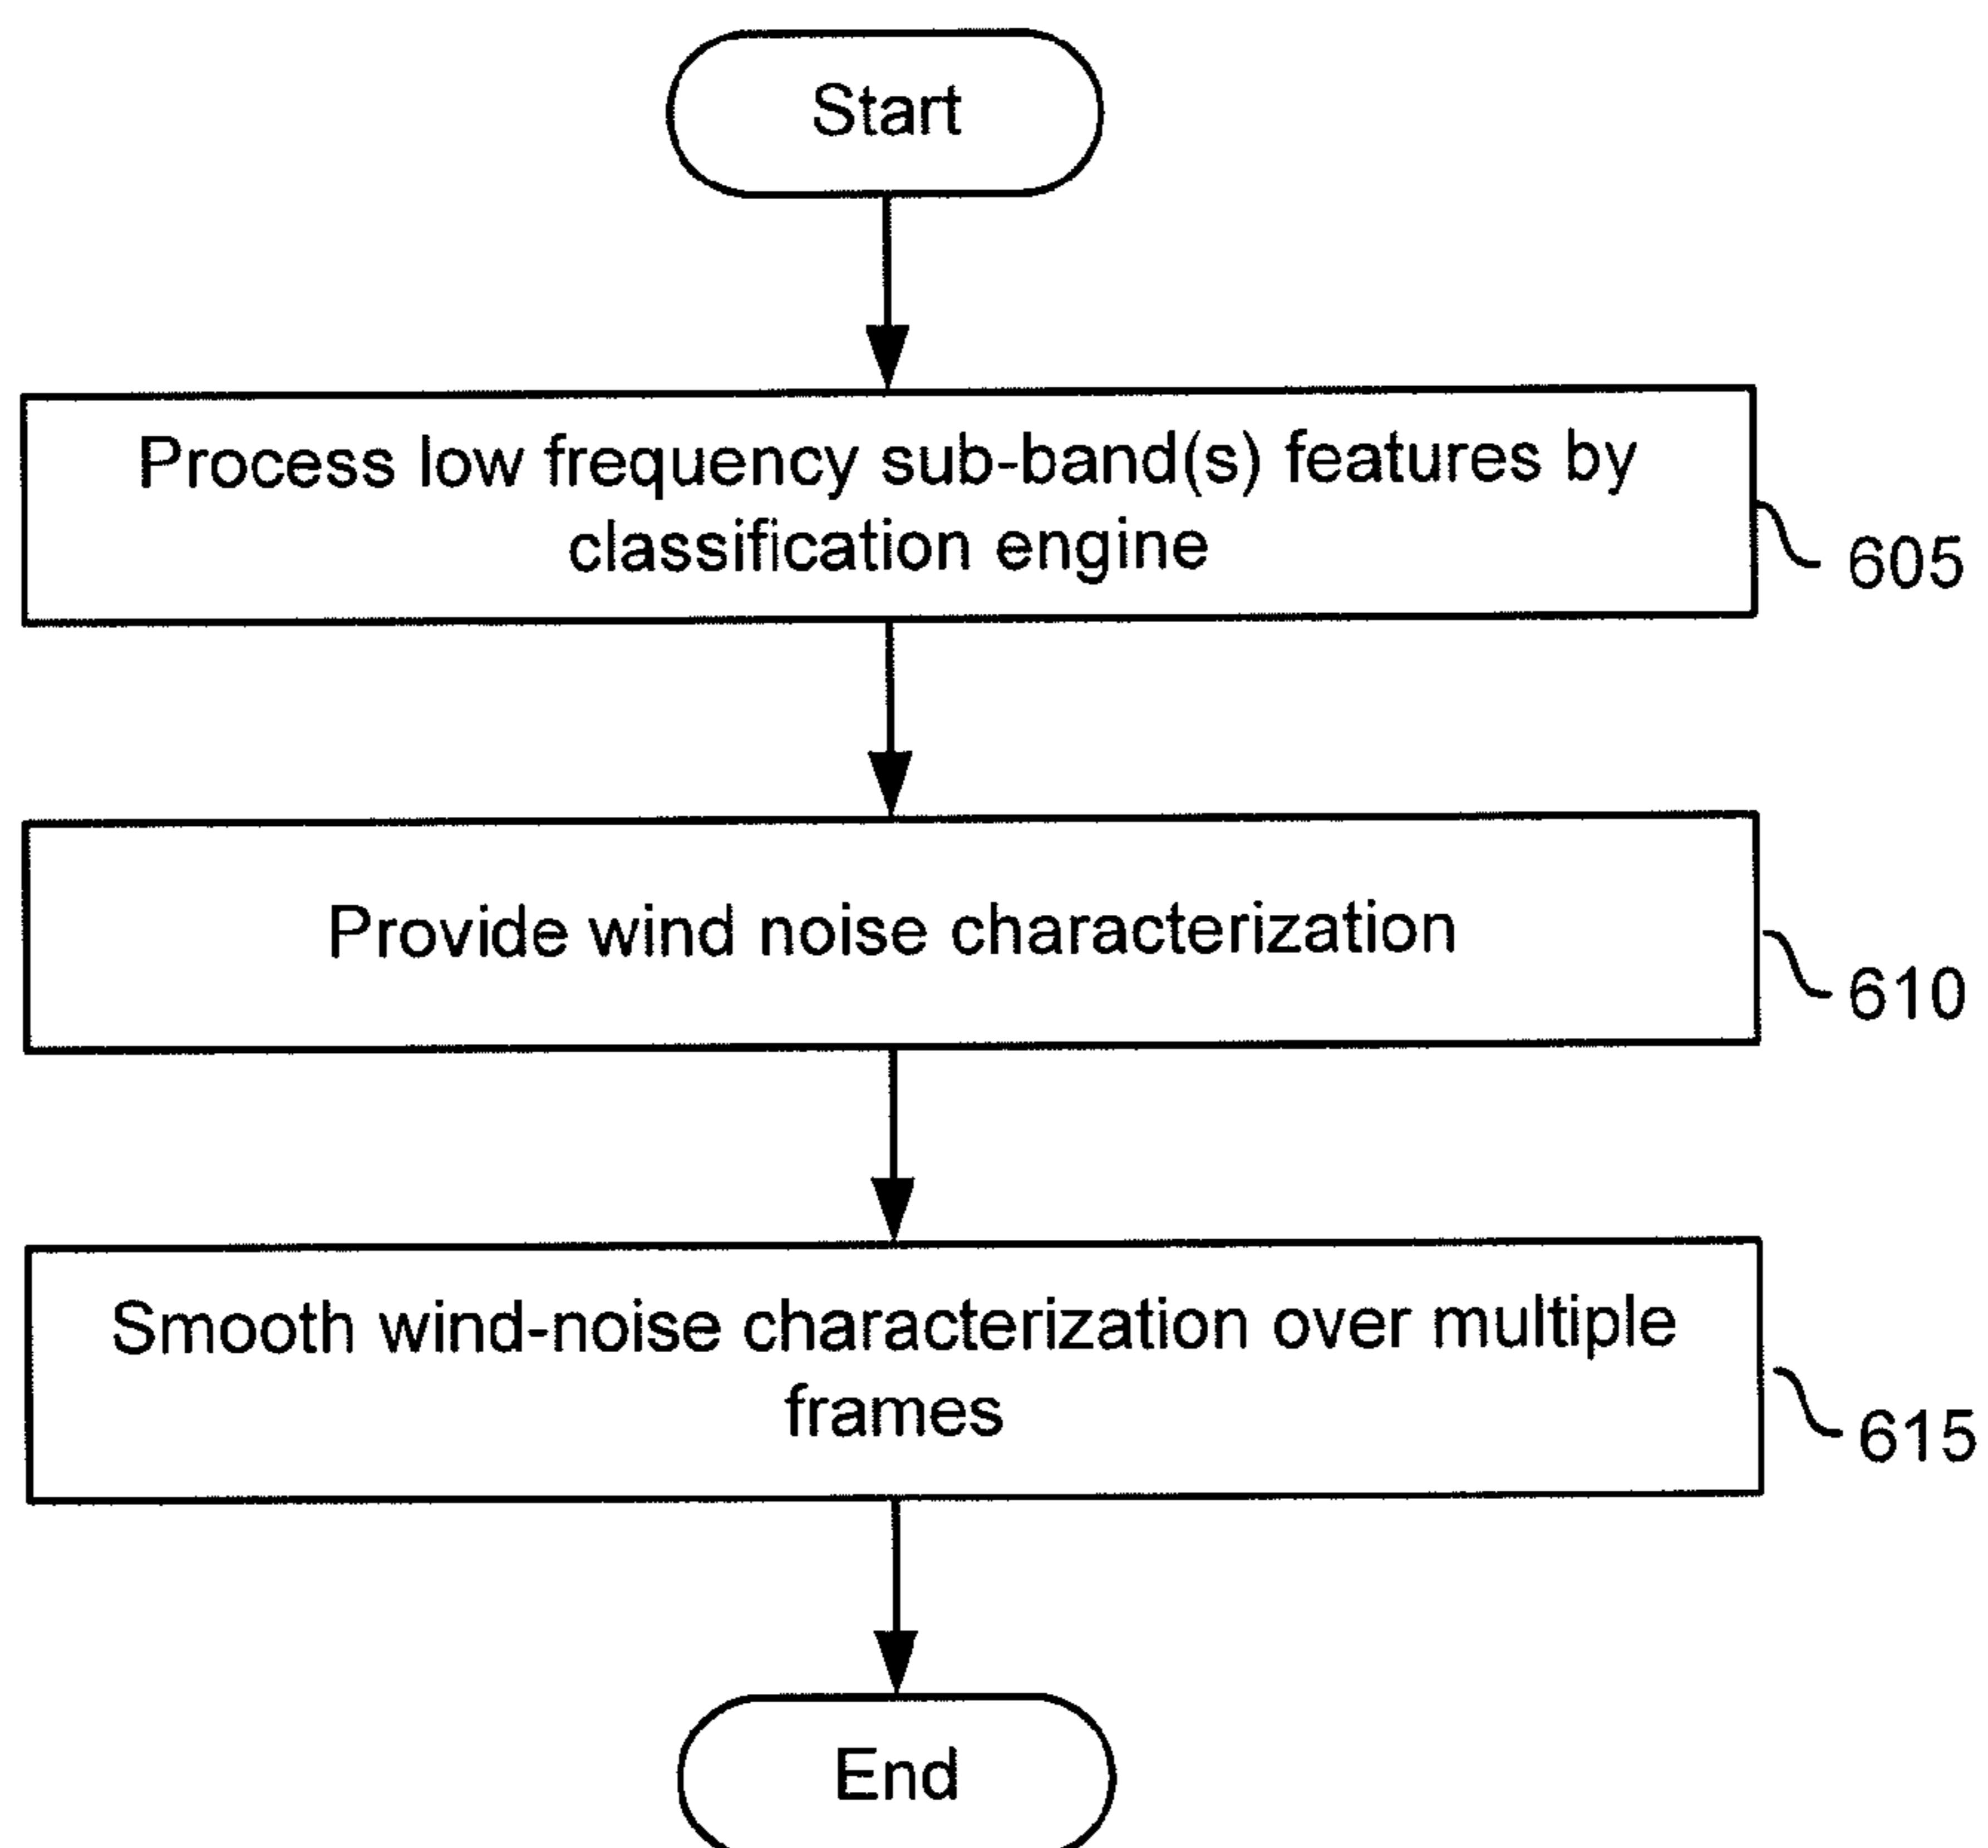 Start
Process low frequency sub-band(s) features by
classification engine
605
Provide wind noise characterization
610
Smooth wind-noise characterization over multiple
frames
615
End